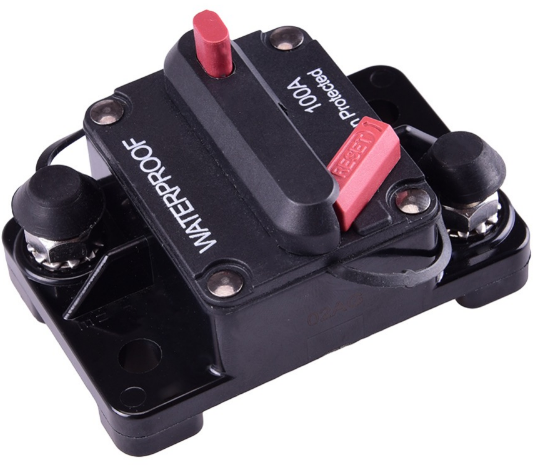 WATERPROOF
100A
n Protected
RESET